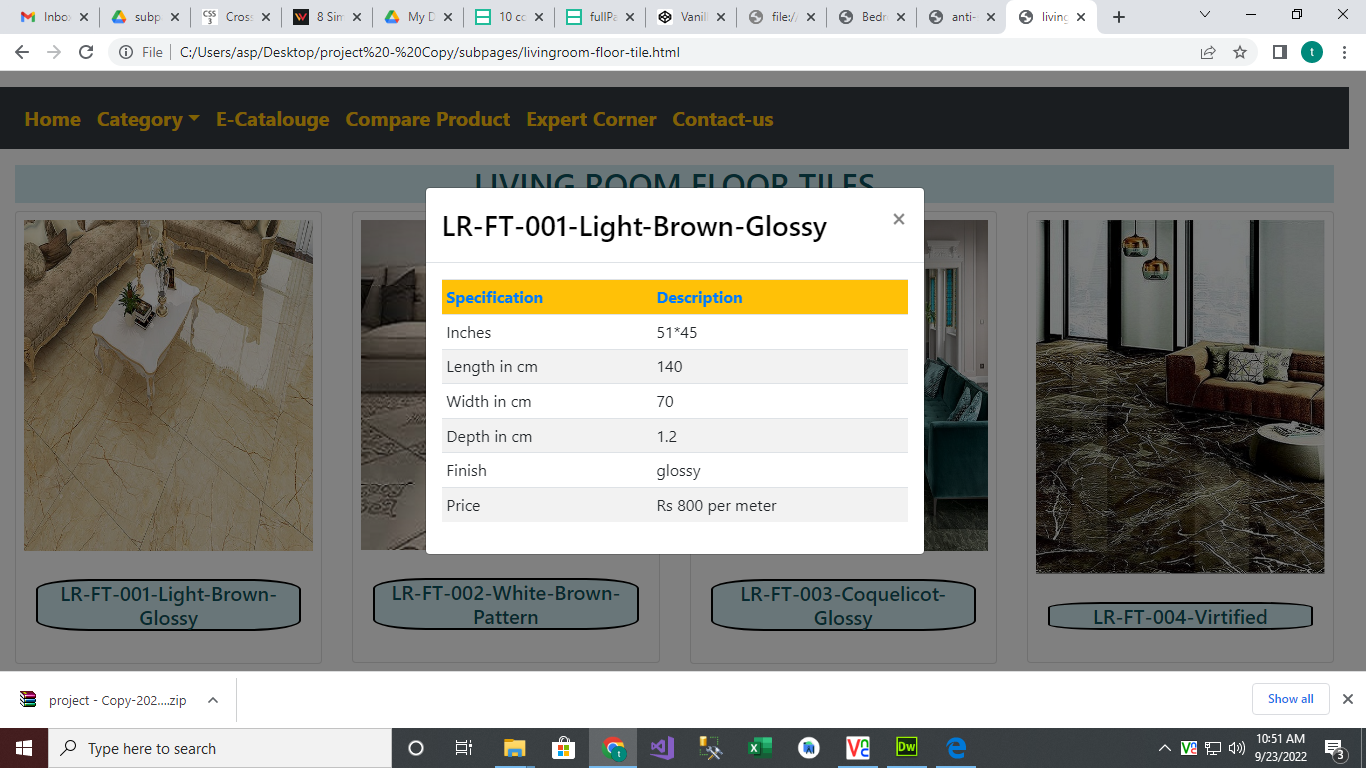 Inbox
subp
CSS
3
Cross
8 Sim
My D
10 co
fullPa
Vanill
file://
Bedr
anti-
living
File
C:/Users/asp/Desktop/project%20-%20Copy/subpages/livingroom-floor-tile.html
t
Home Category E-Catalouge Compare Product Expert Corner Contact-us
LIVING ROOM FLOOR TILES
LR-FT-001-Light-Brown-Glossy ×
Specification Description
Inches 51*45
Length in cm 140
Width in cm 70
Depth in cm 1.2
Finish glossy
Price Rs 800 per meter
LR-FT-001-Light-Brown-
Glossy
LR-FT-002-White-Brown-
Pattern
LR-FT-003-Coquelicot-
Glossy
LR-FT-004-Virtified
project - Copy-202....zip
Show all
Type here to search
t
Dw
10:51 AM
9/23/2022
3